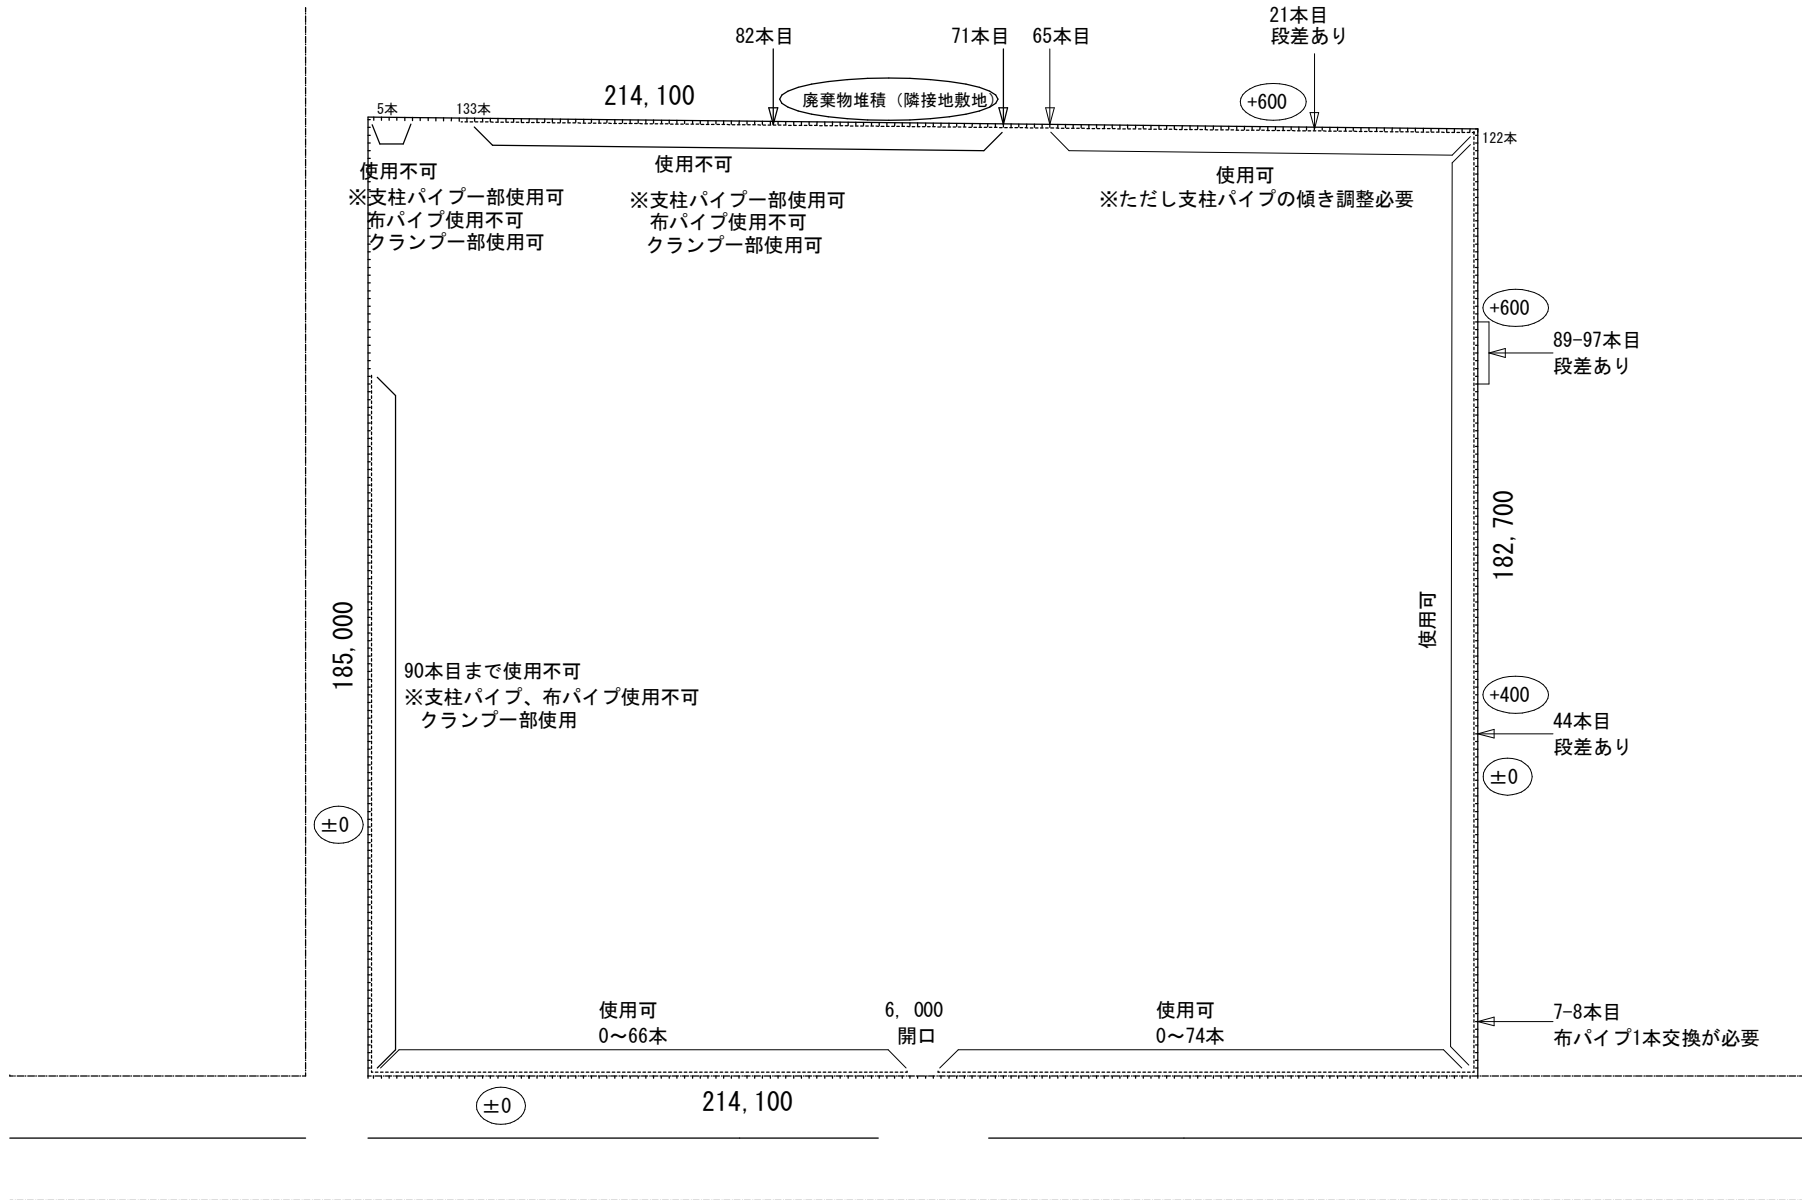 21本目
段差あり
82本目
71本目
65本目
214,100
廃棄物堆積（隣接地敷地）
+600
5本
133本
122本
使用不可
※支柱パイプ一部使用可
布パイプ使用不可
クランプ一部使用可
使用不可
※支柱パイプ一部使用可
布パイプ使用不可
クランプ一部使用可
使用可
※ただし支柱パイプの傾き調整必要
+600
89-97本目
段差あり
182,700
使用可
185,000
90本目まで使用不可
※支柱パイプ、布パイプ使用不可
クランプ一部使用
+400
44本目
段差あり
±0
±0
使用可
0～66本
6,000
開口
使用可
0～74本
7-8本目
布パイプ1本交換が必要
±0
214,100